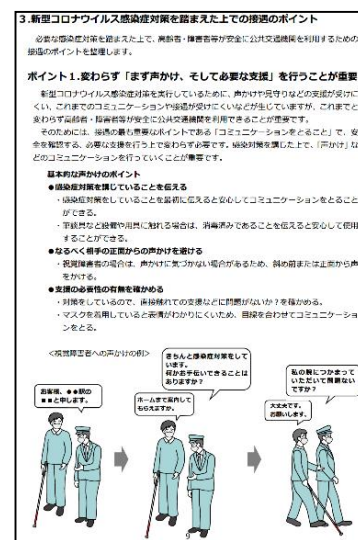 3.新型コロナウイルス感染症対策を踏まえた上での接遇のポイント
必要な感染症対策を踏まえた上で、高齢者・障害者等が安全に公共交通機関を利用するための
接遇のポイントを整理します。
ポイント1.変わらず「まず声かけ、そして必要な支援」を行うことが重要
新型コロナウイルス感染症対策を実行しているために、声かけや見守りなどの支援が受けに
くい、これまでのコミュニケーションや接遇が受けにくいなどが生じていますが、これまでと
変わらず高齢者・障害者等が安全に公共交通機関を利用できることが重要です。
そのためには、接遇の最も重要なポイントである「コミュニケーションをとること」で、安
全を確認する、必要な支援を行う上で変わらず必要です。感染対策を講じた上で、「声かけ」な
どのコミュニケーションを行っていくことが重要です。
基本的な声かけのポイント
●感染症対策を講じていることを伝える
・感染症対策をしていることを最初に伝えると安心してコミュニケーションをとること
ができる。
・筆談具など設備や用具に触れる場合は、消毒済みであることを伝えると安心して使用
することができる。
●なるべく相手の正面からの声かけを避ける
・視覚障害者の場合は、声かけに気づかない場合があるため、斜め前または正面から声
をかける。
●支援の必要性の有無を確かめる
・対策をしているので、直接触れての支援などに問題がないか?を確かめる。
・マスクを着用していると表情がわかりにくいため、目線を合わせてコミュニケーショ
ンをとる。
<視覚障害者への声かけの例>
お客様、●●駅の
■■と申します。
きちんと感染症対策をして
います。
何かお手伝いできることは
ありますか?
ホームまで案内して
もらえますか。
私の腕につかまって
いただいて問題ない
ですか?
大丈夫です。
お願いします。
9